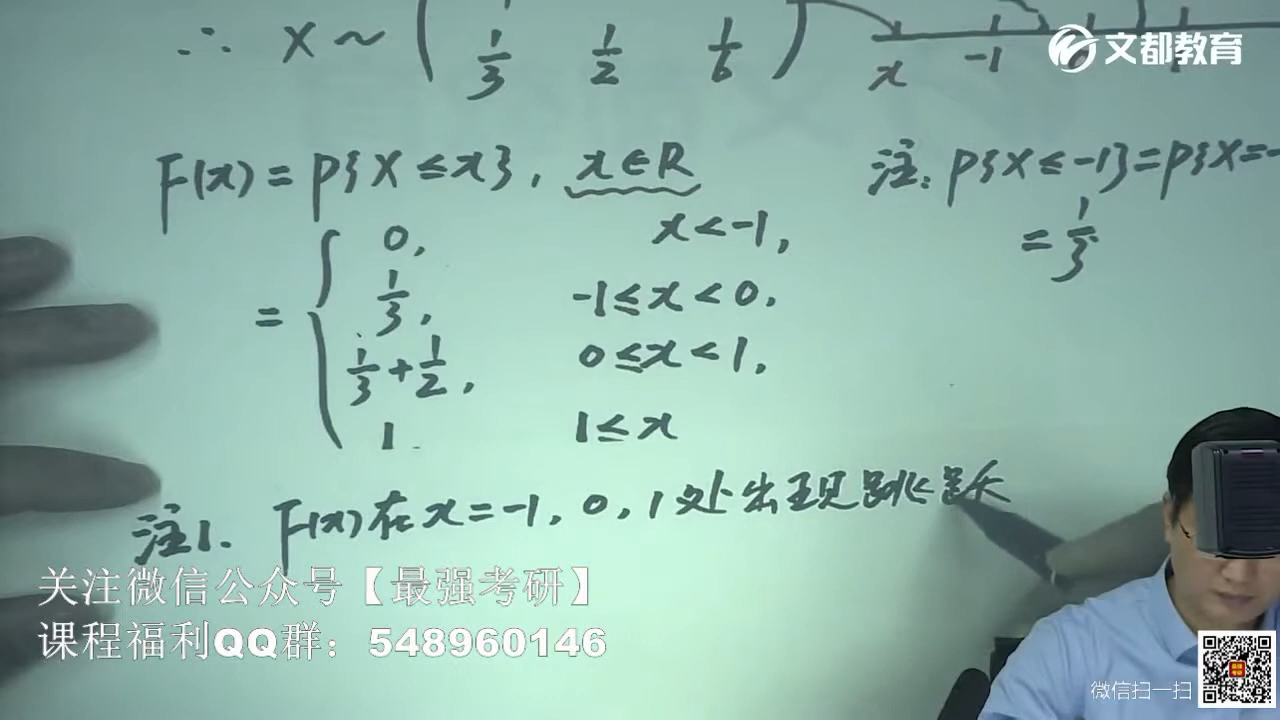 ∴ X ~ ( 1/3 1/2 1/6 )
x -1 0 1
文都教育
F(x) = P{X ≤ x}, x∈R
注: P{X ≤ -1} = P{X = -
= 1/3
= { 0, x < -1,
1/3, -1 ≤ x < 0,
1/3 + 1/2, 0 ≤ x < 1,
1. 1 ≤ x
注1. F(x)在x = -1, 0, 1处出现跳跃
关注微信公众号【最强考研】
课程福利QQ群：548960146
微信扫一扫